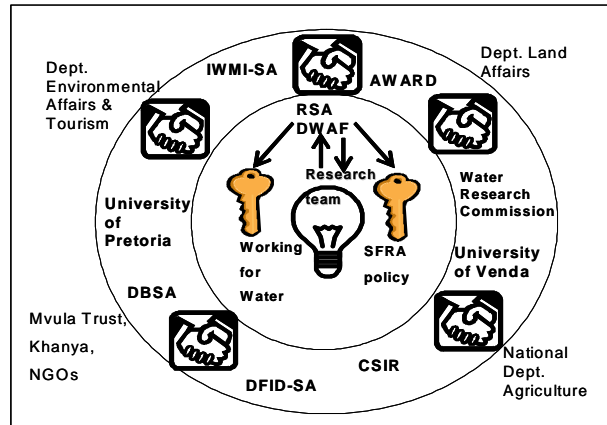 Dept.
Environmental
Affairs &
Tourism
IWMI-SA
AWARD
Dept. Land
Affairs
RSA
DWAF
Research
team
Water
Research
Commission
University
of
Pretoria
Working
for
Water
SFRA
policy
University
of Venda
DBSA
Mvula Trust,
Khanya,
NGOs
DFID-SA
CSIR
National
Dept.
Agriculture